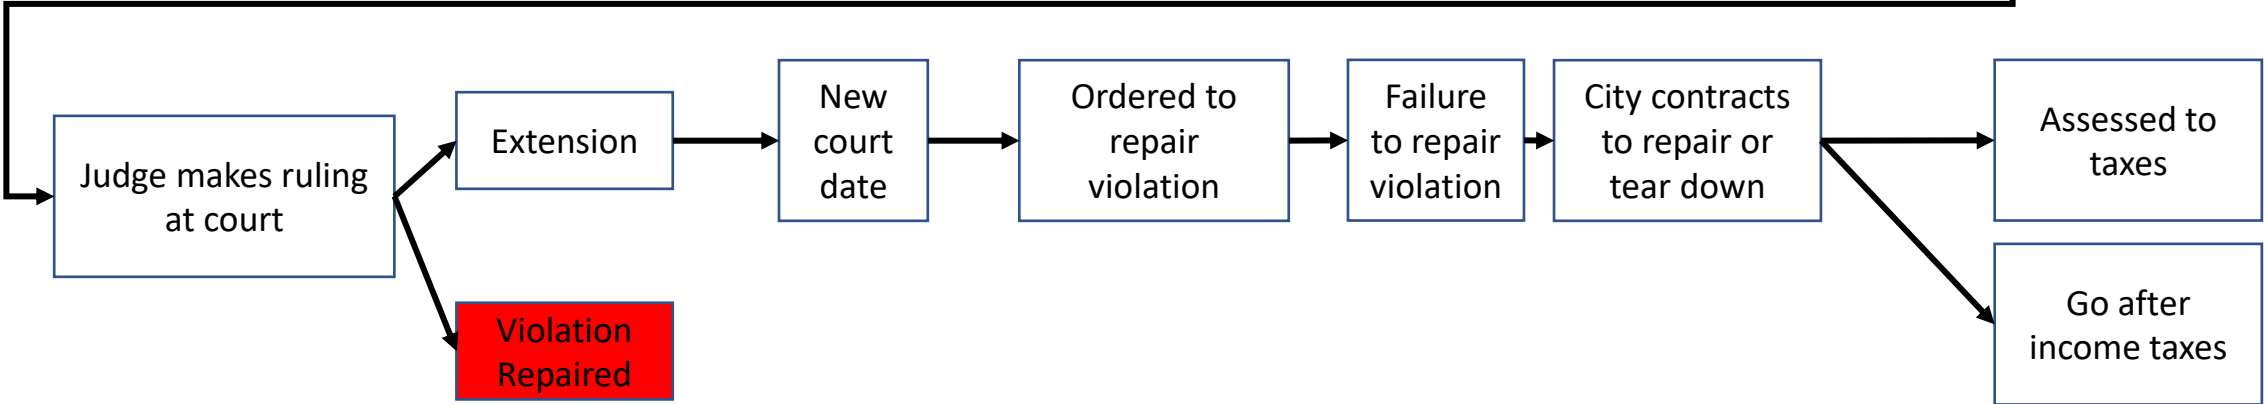 Judge makes ruling
at court
Extension
Violation
Repaired
New
court
date
Ordered to
repair
violation
Failure
to repair
violation
City contracts
to repair or
tear down
Assessed to
taxes
Go after
income taxes